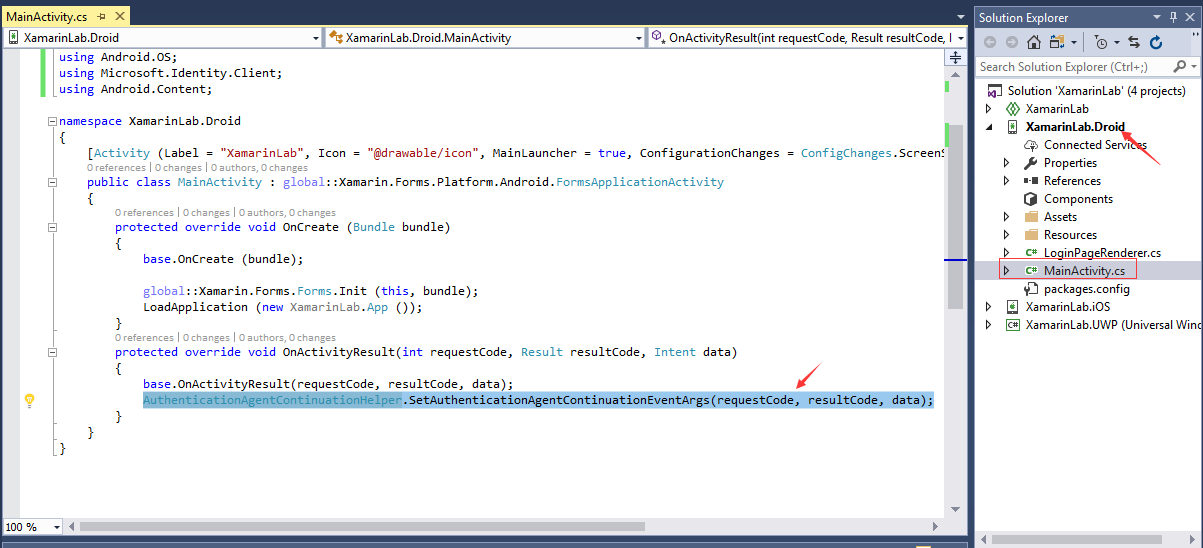 MainActivity.cs
XamarinLab.Droid
XamarinLab.Droid.MainActivity
OnActivityResult(int requestCode, Result resultCode, I
using Android.OS;
using Microsoft.Identity.Client;
using Android.Content;
namespace XamarinLab.Droid
{
[Activity (Label = "XamarinLab", Icon = "@drawable/icon", MainLauncher = true, ConfigurationChanges = ConfigChanges.ScreenS
0 references | 0 changes | 0 authors, 0 changes
public class MainActivity : global::Xamarin.Forms.Platform.Android.FormsApplicationActivity
{
0 references | 0 changes | 0 authors, 0 changes
protected override void OnCreate (Bundle bundle)
{
base.OnCreate (bundle);
global::Xamarin.Forms.Forms.Init (this, bundle);
LoadApplication (new XamarinLab.App ());
}
0 references | 0 changes | 0 authors, 0 changes
protected override void OnActivityResult(int requestCode, Result resultCode, Intent data)
{
base.OnActivityResult(requestCode, resultCode, data);
AuthenticationAgentContinuationHelper.SetAuthenticationAgentContinuationEventArgs(requestCode, resultCode, data);
}
}
}
100 %
Solution Explorer
Search Solution Explorer (Ctrl+;)
Solution 'XamarinLab' (4 projects)
XamarinLab
XamarinLab.Droid
Connected Services
Properties
References
Components
Assets
Resources
C# LoginPageRenderer.cs
C# MainActivity.cs
packages.config
XamarinLab.iOS
C# XamarinLab.UWP (Universal Wind